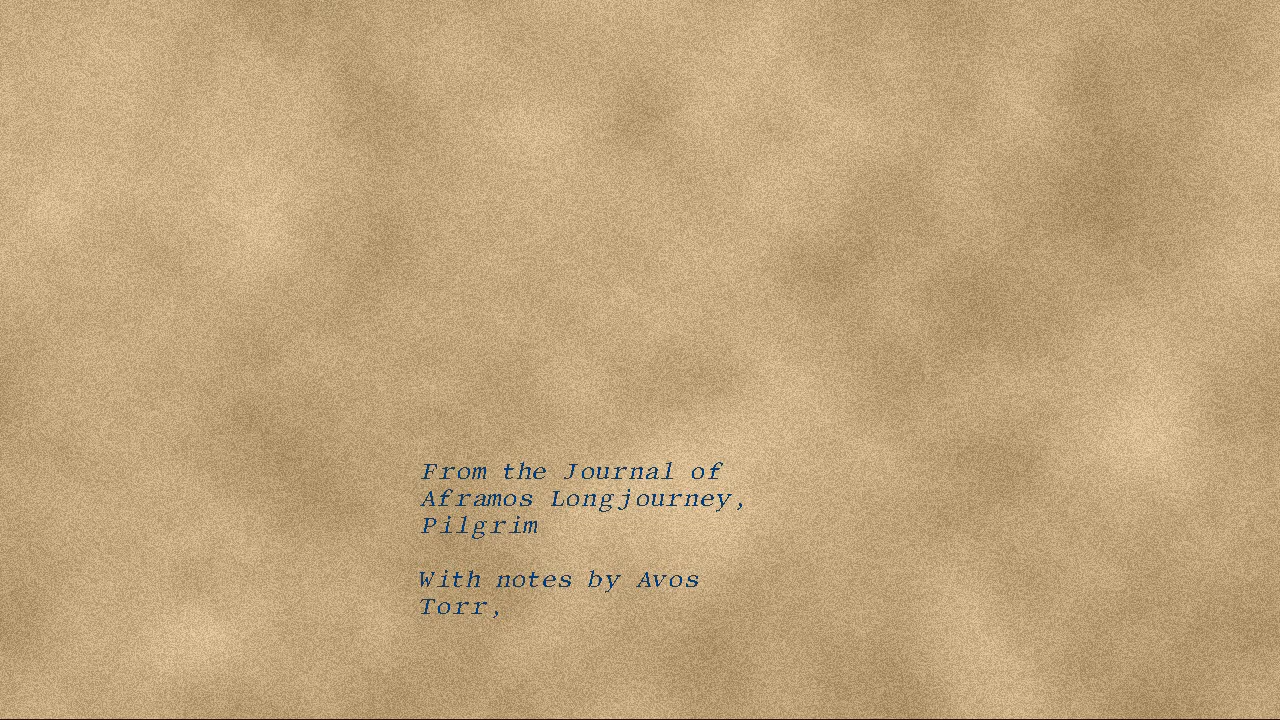 From the Journal of
Aframos Longjourney,
Pilgrim
With notes by Avos
Torr,